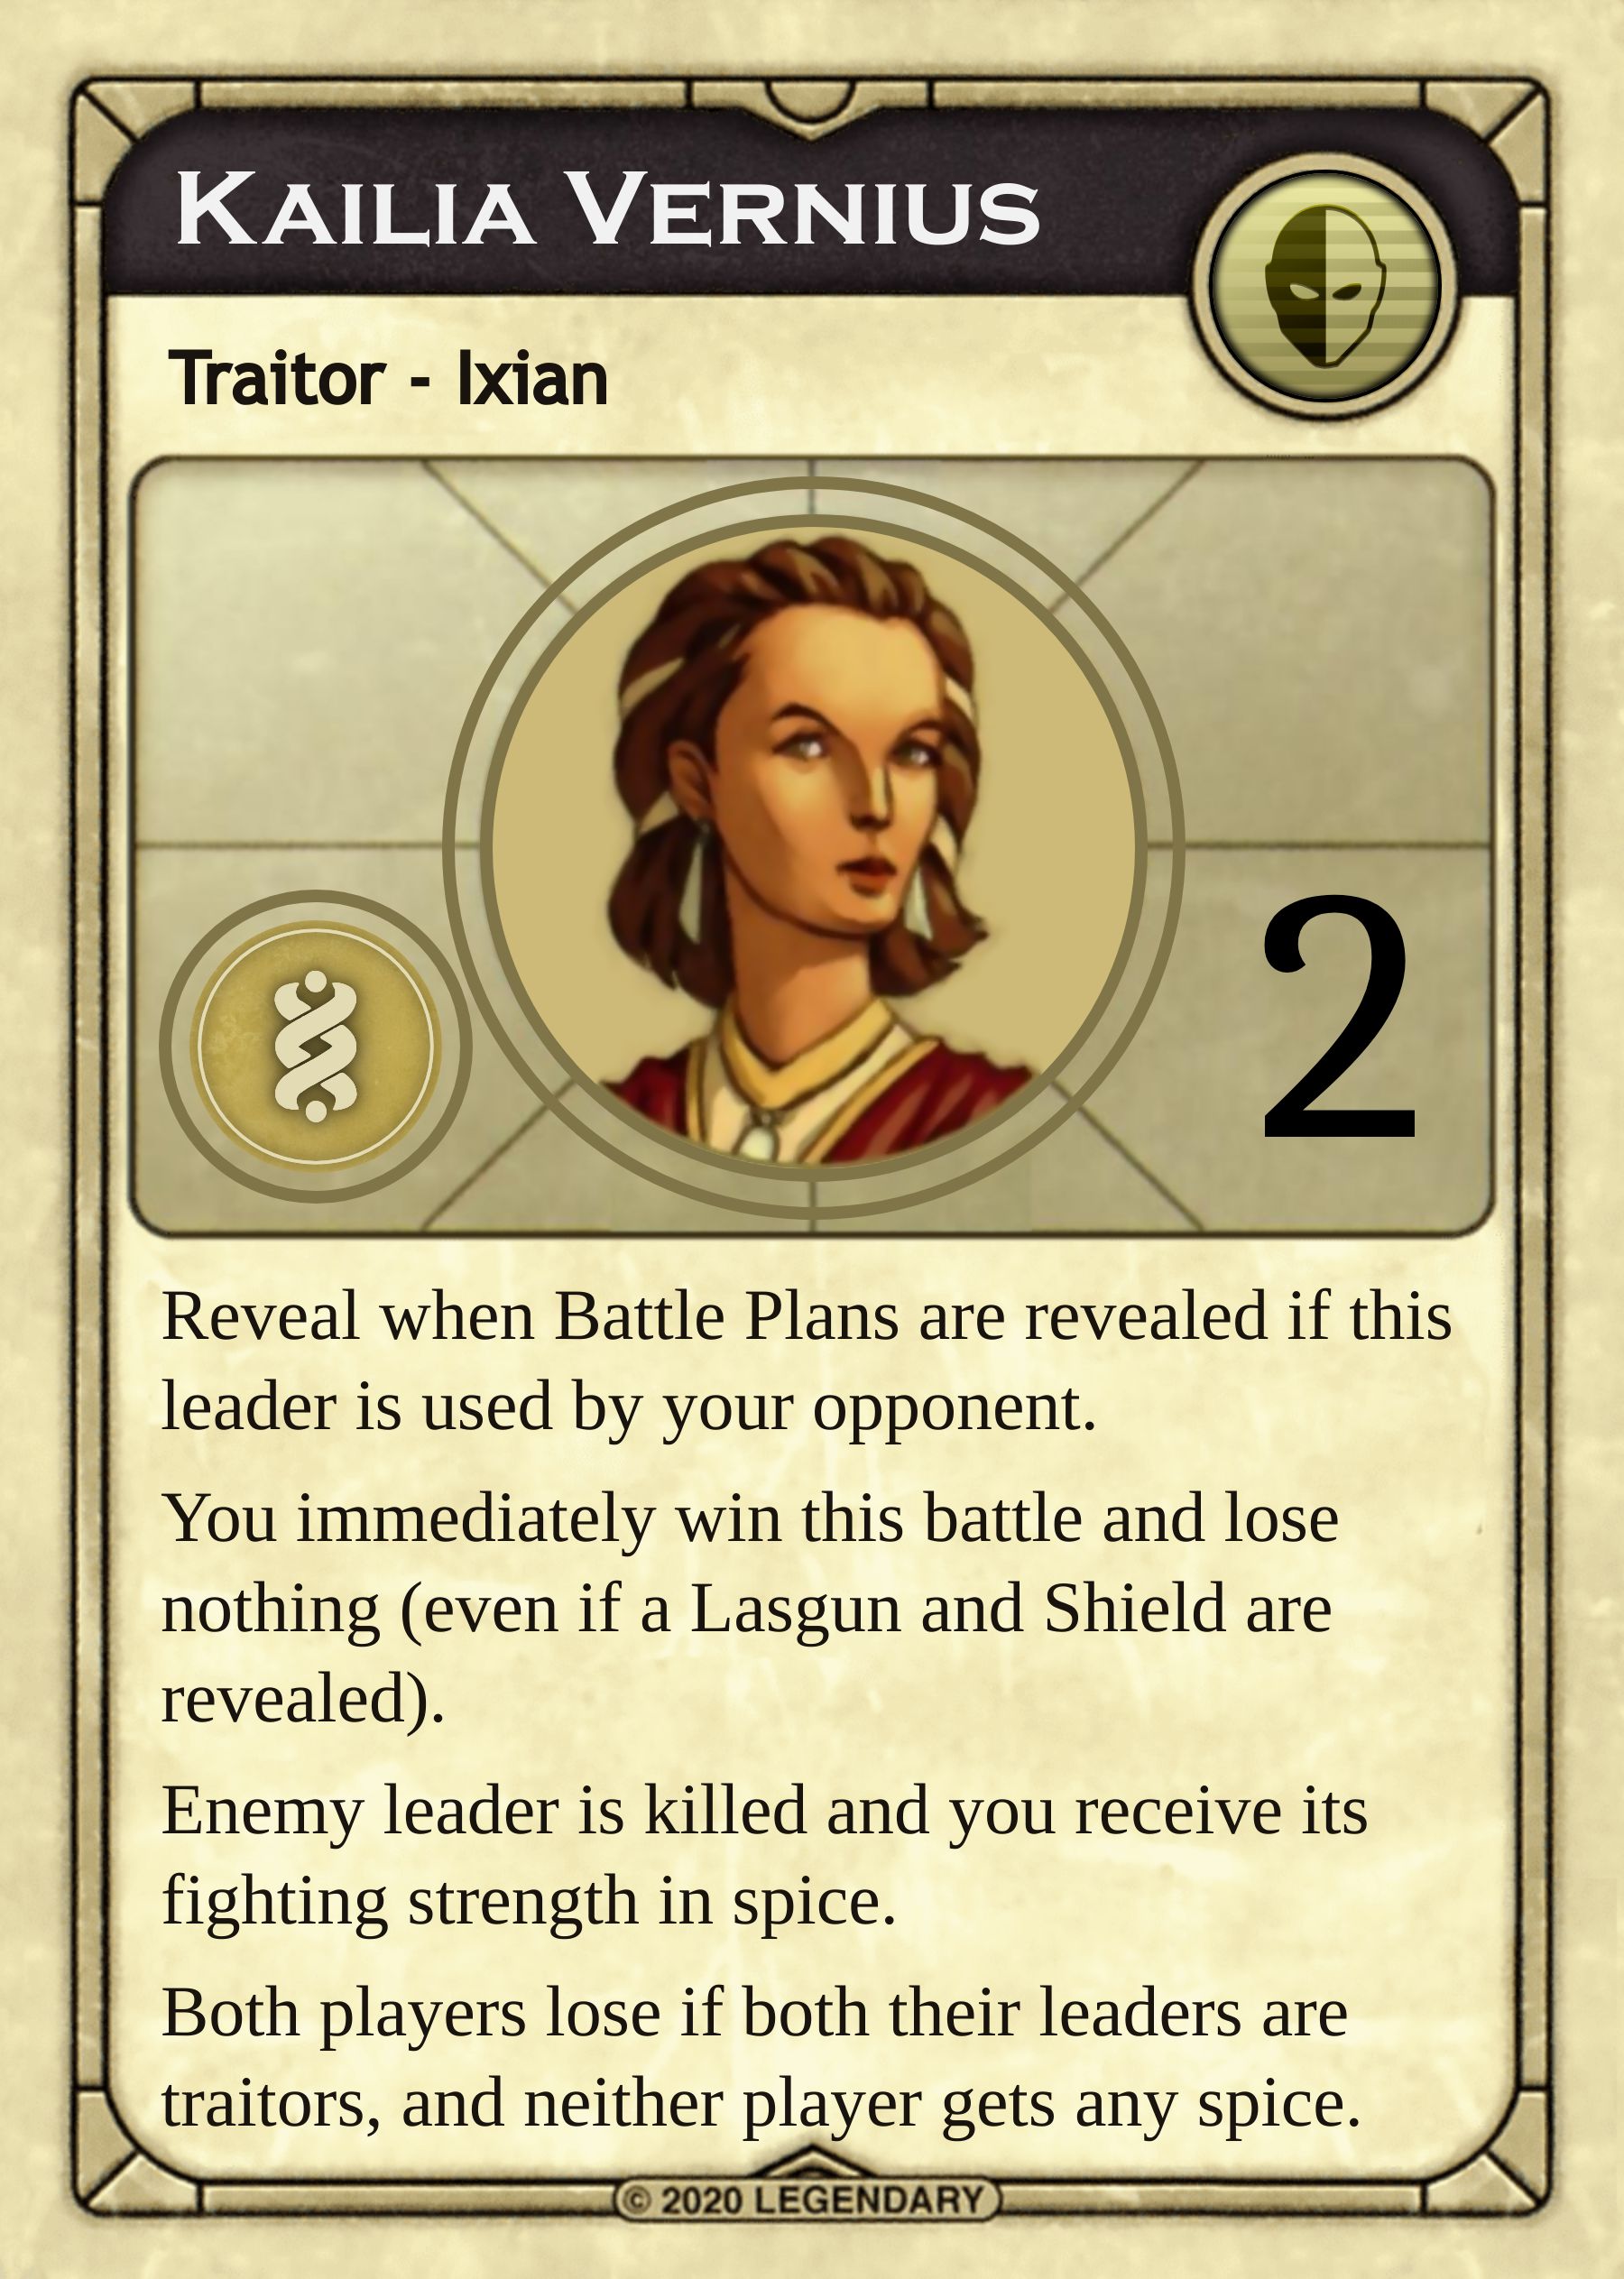 Kailia Vernius
Traitor - Ixian
2
Reveal when Battle Plans are revealed if this
leader is used by your opponent.
You immediately win this battle and lose
nothing (even if a Lasgun and Shield are
revealed).
Enemy leader is killed and you receive its
fighting strength in spice.
Both players lose if both their leaders are
traitors, and neither player gets any spice.
© 2020 LEGENDARY